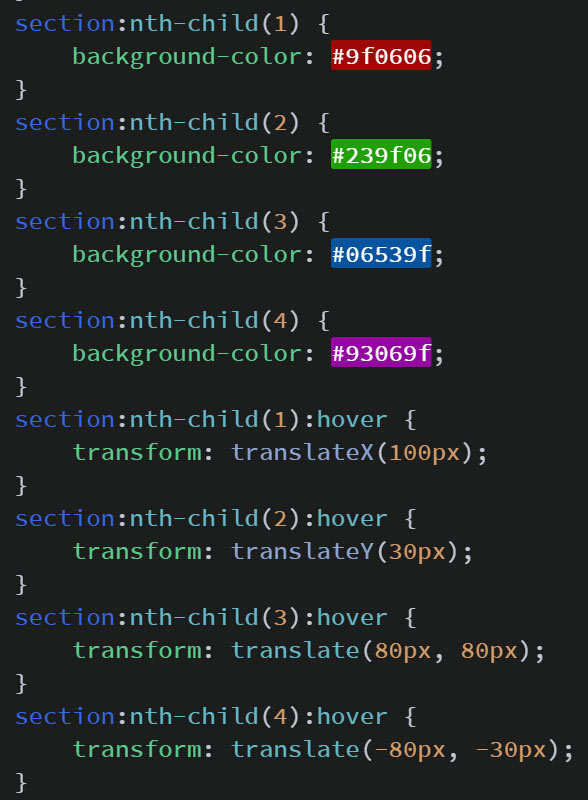 section:nth-child(1) {
    background-color: #9f0606;
}
section:nth-child(2) {
    background-color: #239f06;
}
section:nth-child(3) {
    background-color: #06539f;
}
section:nth-child(4) {
    background-color: #93069f;
}
section:nth-child(1):hover {
    transform: translateX(100px);
}
section:nth-child(2):hover {
    transform: translateY(30px);
}
section:nth-child(3):hover {
    transform: translate(80px, 80px);
}
section:nth-child(4):hover {
    transform: translate(-80px, -30px);
}